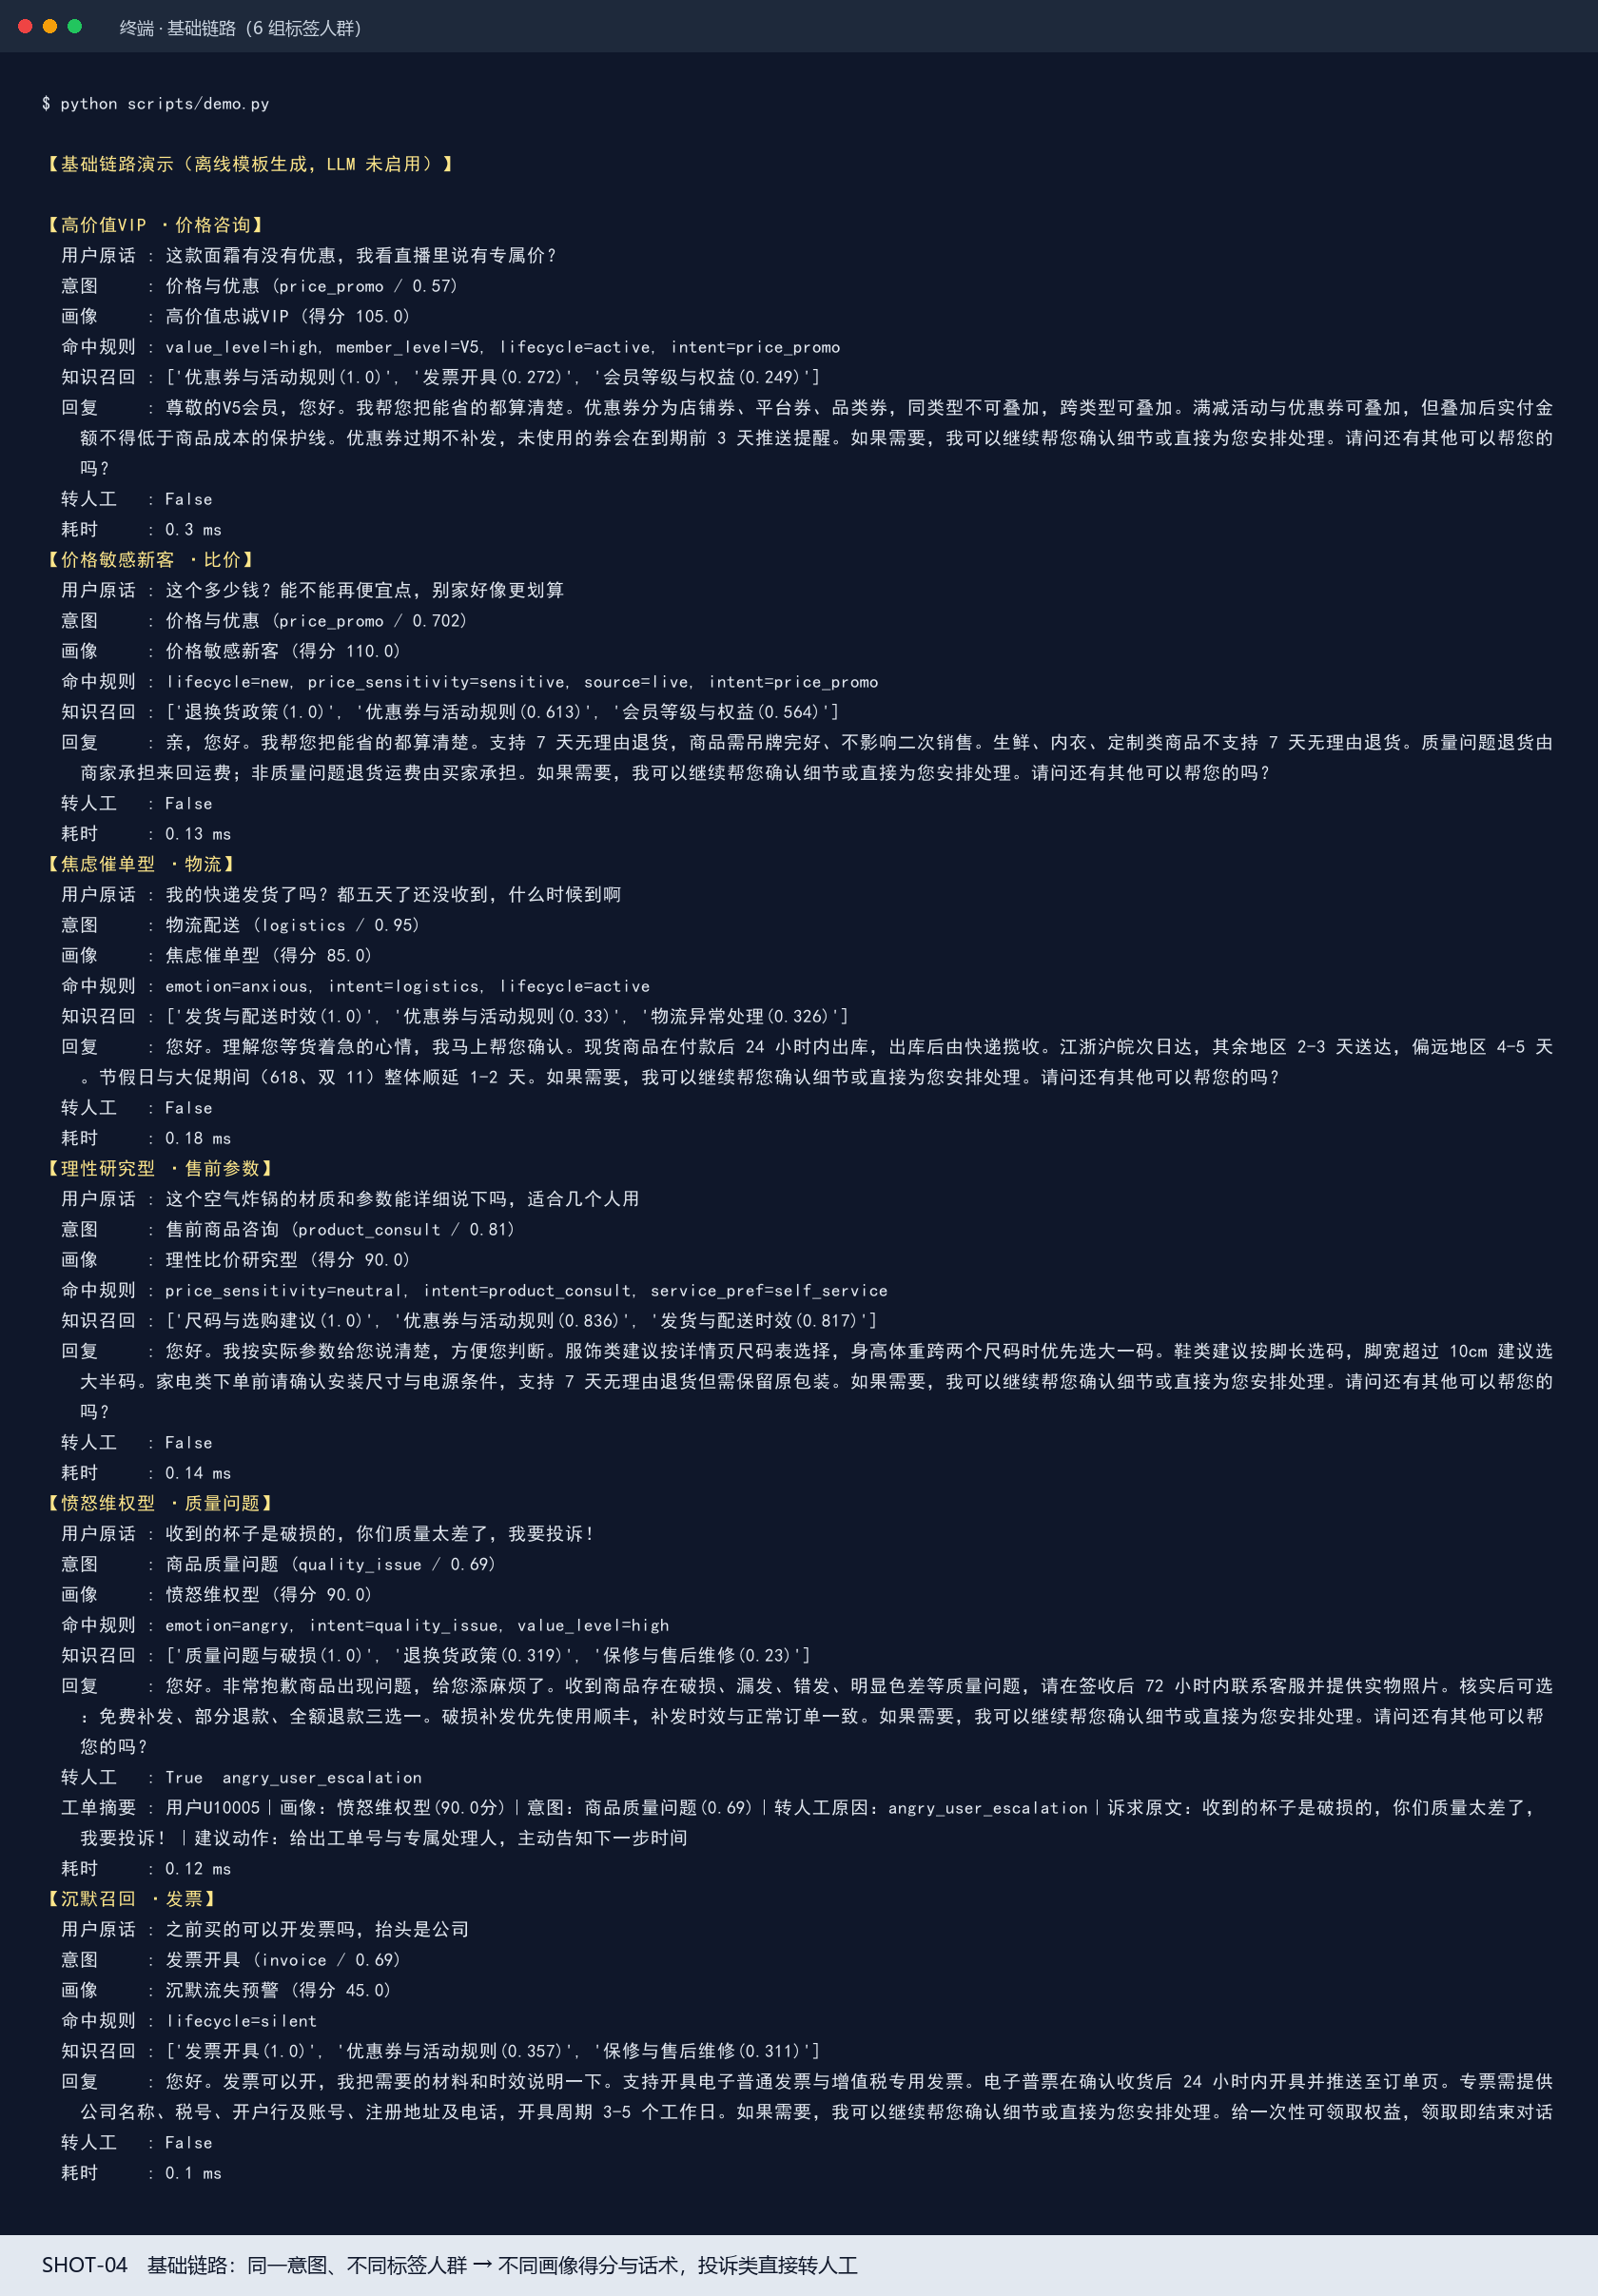 终端 · 基础链路（6 组标签人群）
$ python scripts/demo.py
【基础链路演示（离线模板生成，LLM 未启用）】
【高价值VIP · 价格咨询】
用户原话 : 这款面霜有没有优惠，我看直播里说有专属价？
意图 : 价格与优惠 (price_promo / 0.57)
画像 : 高价值忠诚VIP (得分 105.0)
命中规则 : value_level=high, member_level=V5, lifecycle=active, intent=price_promo
知识召回 : ['优惠券与活动规则(1.0)', '发票开具(0.272)', '会员等级与权益(0.249)']
回复 : 尊敬的V5会员，您好。我帮您把能省的都算清楚。优惠券分为店铺券、平台券、品类券，同类型不可叠加，跨类型可叠加。满减活动与优惠券可叠加，但叠加后实付金
额不得低于商品成本的保护线。优惠券过期不补发，未使用的券会在到期前 3 天推送提醒。如果需要，我可以继续帮您确认细节或直接为您安排处理。请问还有其他可以帮您的
吗？
转人工 : False
耗时 : 0.3 ms
【价格敏感新客 · 比价】
用户原话 : 这个多少钱？能不能再便宜点，别家好像更划算
意图 : 价格与优惠 (price_promo / 0.702)
画像 : 价格敏感新客 (得分 110.0)
命中规则 : lifecycle=new, price_sensitivity=sensitive, source=live, intent=price_promo
知识召回 : ['退换货政策(1.0)', '优惠券与活动规则(0.613)', '会员等级与权益(0.564)']
回复 : 亲，您好。我帮您把能省的都算清楚。支持 7 天无理由退货，商品需吊牌完好、不影响二次销售。生鲜、内衣、定制类商品不支持 7 天无理由退货。质量问题退货由
商家承担来回运费；非质量问题退货运费由买家承担。如果需要，我可以继续帮您确认细节或直接为您安排处理。请问还有其他可以帮您的吗？
转人工 : False
耗时 : 0.13 ms
【焦虑催单型 · 物流】
用户原话 : 我的快递发货了吗？都五天了还没收到，什么时候到啊
意图 : 物流配送 (logistics / 0.95)
画像 : 焦虑催单型 (得分 85.0)
命中规则 : emotion=anxious, intent=logistics, lifecycle=active
知识召回 : ['发货与配送时效(1.0)', '优惠券与活动规则(0.33)', '物流异常处理(0.326)']
回复 : 您好。理解您等货着急的心情，我马上帮您确认。现货商品在付款后 24 小时内出库，出库后由快递揽收。江浙沪皖次日达，其余地区 2-3 天送达，偏远地区 4-5 天
。节假日与大促期间（618、双 11）整体顺延 1-2 天。如果需要，我可以继续帮您确认细节或直接为您安排处理。请问还有其他可以帮您的吗？
转人工 : False
耗时 : 0.18 ms
【理性研究型 · 售前参数】
用户原话 : 这个空气炸锅的材质和参数能详细说下吗，适合几个人用
意图 : 售前商品咨询 (product_consult / 0.81)
画像 : 理性比价研究型 (得分 90.0)
命中规则 : price_sensitivity=neutral, intent=product_consult, service_pref=self_service
知识召回 : ['尺码与选购建议(1.0)', '优惠券与活动规则(0.836)', '发货与配送时效(0.817)']
回复 : 您好。我按实际参数给您说清楚，方便您判断。服饰类建议按详情页尺码表选择，身高体重跨两个尺码时优先选大一码。鞋类建议按脚长选码，脚宽超过 10cm 建议选
大半码。家电类下单前请确认安装尺寸与电源条件，支持 7 天无理由退货但需保留原包装。如果需要，我可以继续帮您确认细节或直接为您安排处理。请问还有其他可以帮您的
吗？
转人工 : False
耗时 : 0.14 ms
【愤怒维权型 · 质量问题】
用户原话 : 收到的杯子是破损的，你们质量太差了，我要投诉！
意图 : 商品质量问题 (quality_issue / 0.69)
画像 : 愤怒维权型 (得分 90.0)
命中规则 : emotion=angry, intent=quality_issue, value_level=high
知识召回 : ['质量问题与破损(1.0)', '退换货政策(0.319)', '保修与售后维修(0.23)']
回复 : 您好。非常抱歉商品出现问题，给您添麻烦了。收到商品存在破损、漏发、错发、明显色差等质量问题，请在签收后 72 小时内联系客服并提供实物照片。核实后可选
：免费补发、部分退款、全额退款三选一。破损补发优先使用顺丰，补发时效与正常订单一致。如果需要，我可以继续帮您确认细节或直接为您安排处理。请问还有其他可以帮
您的吗？
转人工 : True angry_user_escalation
工单摘要 : 用户U10005｜画像：愤怒维权型(90.0分)｜意图：商品质量问题(0.69)｜转人工原因：angry_user_escalation｜诉求原文：收到的杯子是破损的，你们质量太差了，
我要投诉！｜建议动作：给出工单号与专属处理人，主动告知下一步时间
耗时 : 0.12 ms
【沉默召回 · 发票】
用户原话 : 之前买的可以开发票吗，抬头是公司
意图 : 发票开具 (invoice / 0.69)
画像 : 沉默流失预警 (得分 45.0)
命中规则 : lifecycle=silent
知识召回 : ['发票开具(1.0)', '优惠券与活动规则(0.357)', '保修与售后维修(0.311)']
回复 : 您好。发票可以开，我把需要的材料和时效说明一下。支持开具电子普通发票与增值税专用发票。电子普票在确认收货后 24 小时内开具并推送至订单页。专票需提供
公司名称、税号、开户行及账号、注册地址及电话，开具周期 3-5 个工作日。如果需要，我可以继续帮您确认细节或直接为您安排处理。给一次性可领取权益，领取即结束对话
转人工 : False
耗时 : 0.1 ms
SHOT-04 基础链路：同一意图、不同标签人群 → 不同画像得分与话术，投诉类直接转人工